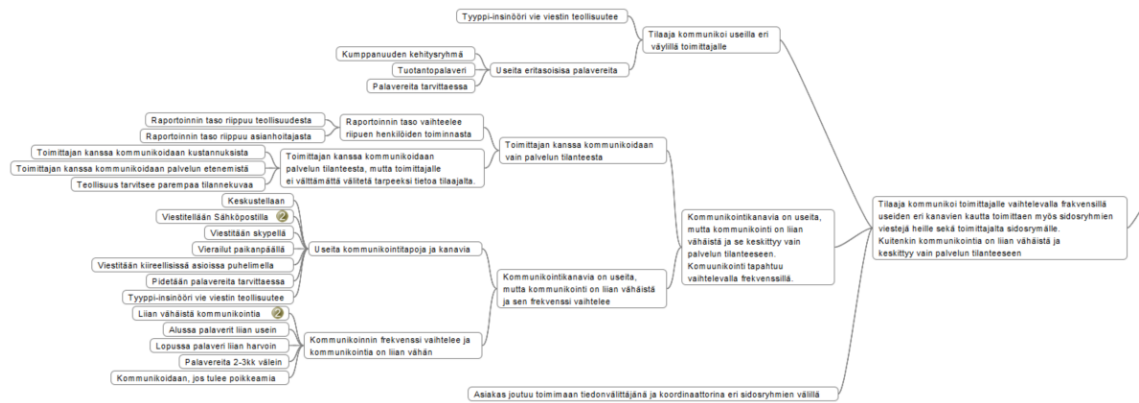 Tyyppi-insinööri vie viestin teollisuutee
Tilaaja kommunikoi useilla eri
väylillä toimittajalle
Kumppanuuden kehitysryhmä
Tuotantopalaveri
Palavereita tarvittaessa
Useita eritasoisisa palavereita
Raportoinnin taso riippuu teollisuudesta
Raportoinnin taso riippuu asianhoitajasta
Raportoinnin taso vaihteelee
riipuen henkilöiden toiminnasta
Toimittajan kanssa kommunikoidaan
vain palvelun tilanteesta
Toimittajan kanssa kommunikoidaan kustannuksista
Toimittajan kanssa kommunikoidaan palvelun etenemistä
Teollisuus tarvitsee parempaa tilannekuvaa
Toimittajan kanssa kommunikoidaan
palvelun tilanteesta, mutta toimittajalle
ei välttämättä välitetä tarpeeksi tietoa tilaajalta.
Keskustellaan
Viestitellään Sähköpostilla
Viestitään skypellä
Vierailut paikanpäällä
Viestitään kiireellisissä asioissa puhelimella
Pidetään palavereita tarvittaessa
Tyyppi-insinööri vie viestin teollisuutee
Useita kommunikointitapoja ja kanavia
Liian vähäistä kommunikointia
Alussa palaverit liian usein
Lopussa palaveri liian harvoin
Palavereita 2-3kk välein
Kommunikoidaan, jos tulee poikkeamia
Kommunikoinnin frekvenssi vaihtelee ja
kommunikointia on liian vähän
Kommunikointikanavia on useita,
mutta kommunikointi on liian vähäistä
ja sen frekvenssi vaihtelee
Kommunikointikanavia on useita,
mutta kommunikointi on liian
vähäistä ja se keskittyy vain
palvelun tilanteeseen.
Komuunikointi tapahtuu
vaihtelevalla frekvenssillä.
Tilaaja kommunikoi toimittajalle vaihtelevalla frekvensillä
useiden eri kanavien kautta toimittaen myös sidosryhmien
viestejä heille sekä toimittajalta sidosrymälle.
Kuitenkin kommunikointia on liian vähäistä ja
keskittyy vain palvelun tilanteeseen
Asiakas joutuu toimimaan tiedonvälittäjänä ja koordinaattorina eri sidosryhmien välillä